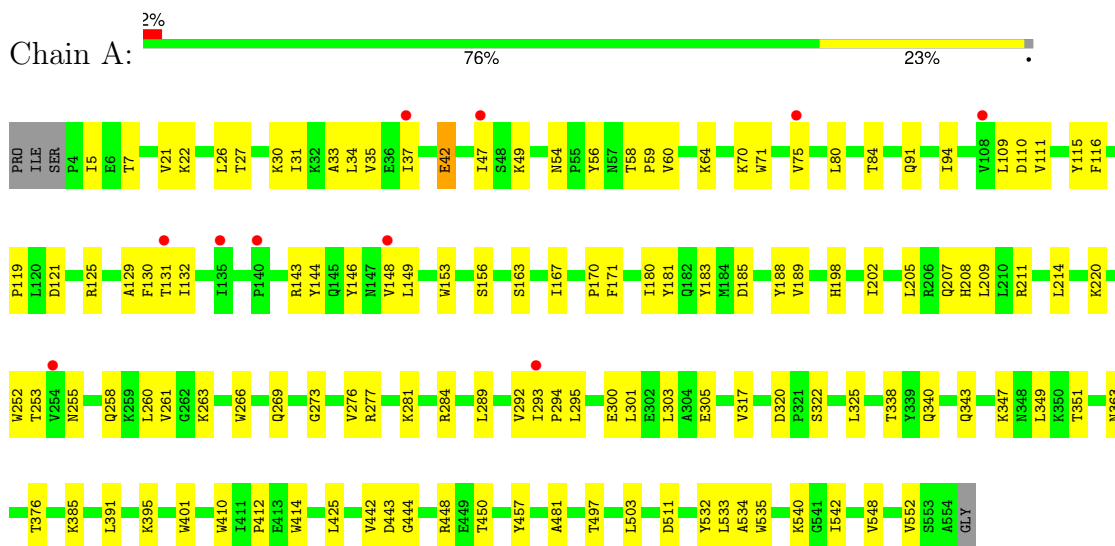 2%
Chain A:
76% 23% •
PRO ILE SER P4 I5 E6 T7 V21 K22 L26 T27 K30 I31 K32 A33 L34 V35 E36 I37 E42 I47 S48 K49 N54 P55 Y56 N57 T58 P59 V60 K64 K70 W71 V75 L80 T84 Q91 I94 V108 L109 D110 V111 Y115 F116
P119 L120 D121 R125 A129 F130 T131 I132 I135 P140 R143 Y144 Q145 Y146 N147 V148 L149 W153 S156 S163 I167 P170 F171 I180 Y181 Q182 Y183 M184 D185 Y188 V189 H198 I202 L205 R206 Q207 H208 L209 L210 R211 L214 K220
W252 T253 V254 N255 Q258 K259 L260 V261 G262 K263 W266 Q269 G273 V276 R277 K281 R284 L289 V292 I293 P294 L295 E300 L301 E302 L303 A304 E305 V317 D320 P321 S322 L325 T338 Y339 Q340 Q343 K347 N348 L349 K350 T351 N363
T376 K385 L391 K395 W401 W410 I411 P412 E413 W414 L425 V442 D443 G444 R448 E449 T450 Y457 A481 T497 L503 D511 Y532 L533 A534 W535 K540 G541 I542 V548 V552 S553 A554 GLY